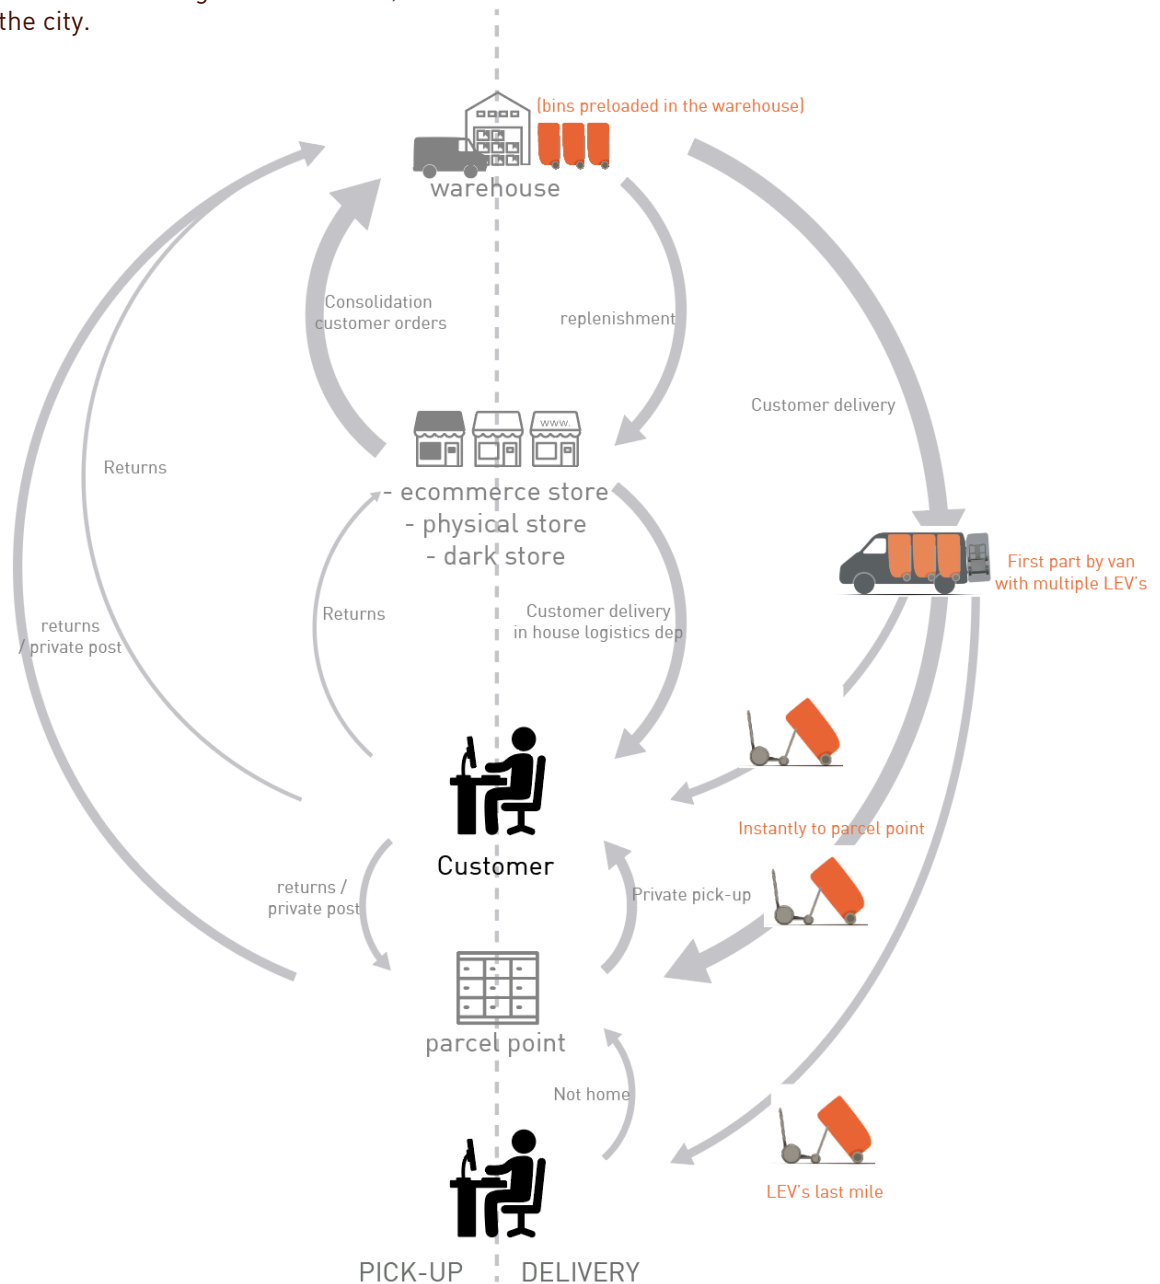 the city.
(bins preloaded in the warehouse)
warehouse
Consolidation
customer orders
replenishment
Customer delivery
www.
Returns
- ecommerce store
- physical store
- dark store
First part by van
with multiple LEV's
Returns
Customer delivery
in house logistics dep
returns
/ private post
Instantly to parcel point
Customer
returns /
private post
Private pick-up
parcel point
Not home
LEV's last mile
PICK-UP
DELIVERY